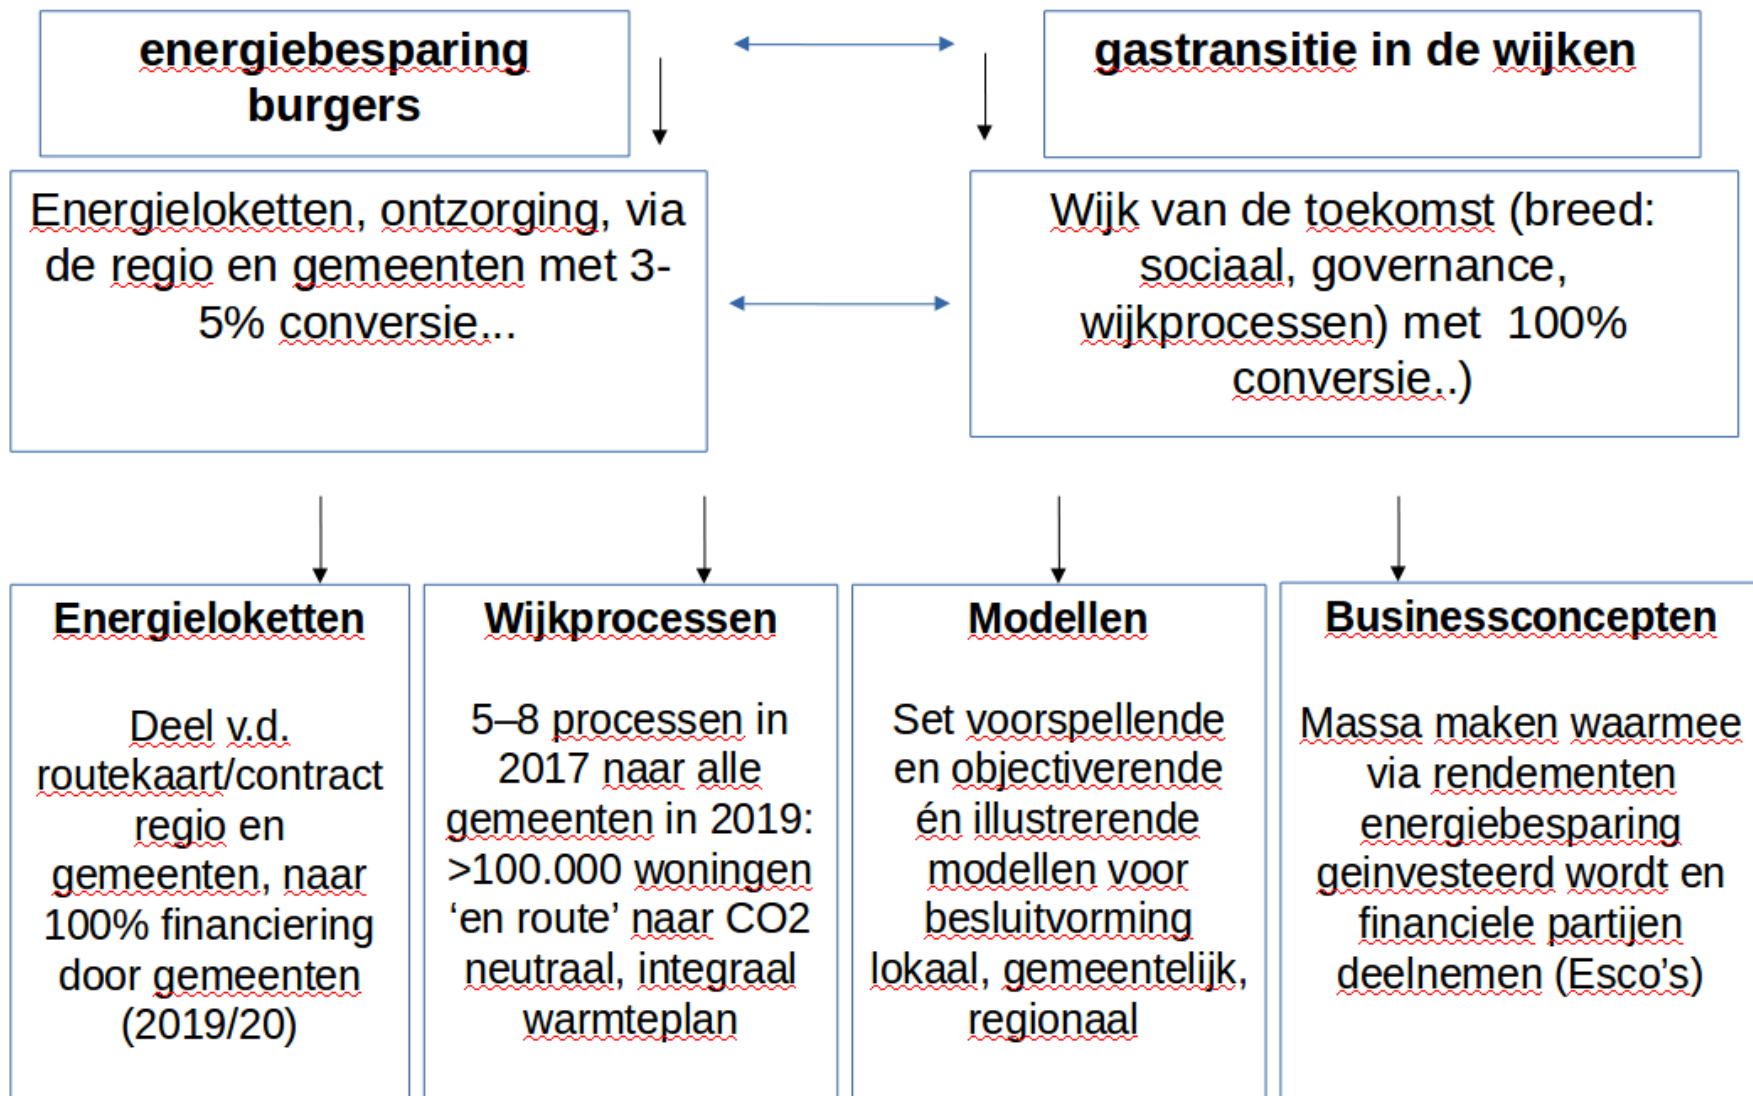 energiebesparing
burgers
gastransitie in de wijken
Energieloketten, ontzorging, via
de regio en gemeenten met 3-
5% conversie...
Wijk van de toekomst (breed:
sociaal, governance,
wijkprocessen) met  100%
conversie..)
Energieloketten
Deel v.d.
routekaart/contract
regio en
gemeenten, naar
100% financiering
door gemeenten
(2019/20)
Wijkprocessen
5–8 processen in
2017 naar alle
gemeenten in 2019:
>100.000 woningen
‘en route’ naar CO2
neutraal, integraal
warmteplan
Modellen
Set voorspellende
en objectiverende
én illustrerende
modellen voor
besluitvorming
lokaal, gemeentelijk,
regionaal
Businessconcepten
Massa maken waarmee
via rendementen
energiebesparing
geinvesteerd wordt en
financiele partijen
deelnemen (Esco’s)